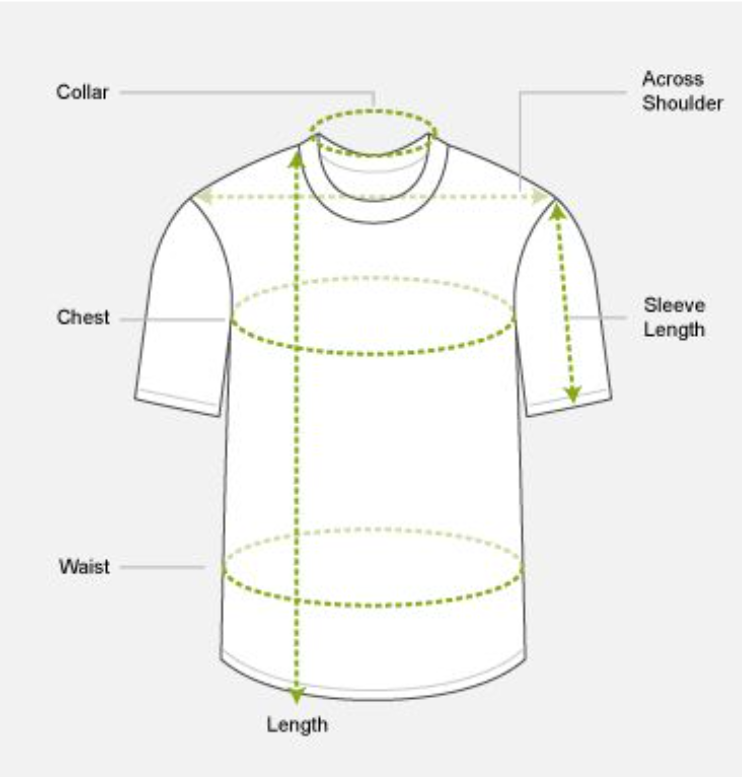 Collar
Across
Shoulder
Chest
Sleeve
Length
Waist
Length